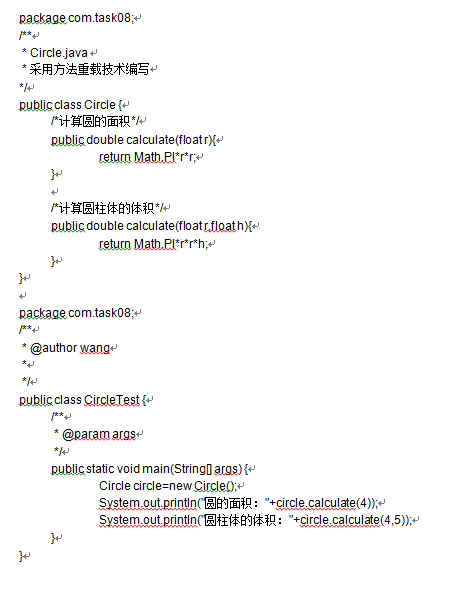 package com.task08;
/**
 * Circle.java
 * 采用方法重载技术编写
*/
public class Circle {
/*计算圆的面积*/
public double calculate(float r){
return Math.PI*r*r;
}
/*计算圆柱体的体积*/
public double calculate(float r,float h){
return Math.PI*r*r*h;
}
}
package com.task08;
/**
 * @author wang
 *
 */
public class CircleTest {
/**
 * @param args
 */
public static void main(String[] args) {
Circle circle=new Circle();
System.out.println("圆的面积："+circle.calculate(4));
System.out.println("圆柱体的体积："+circle.calculate(4,5));
}
}